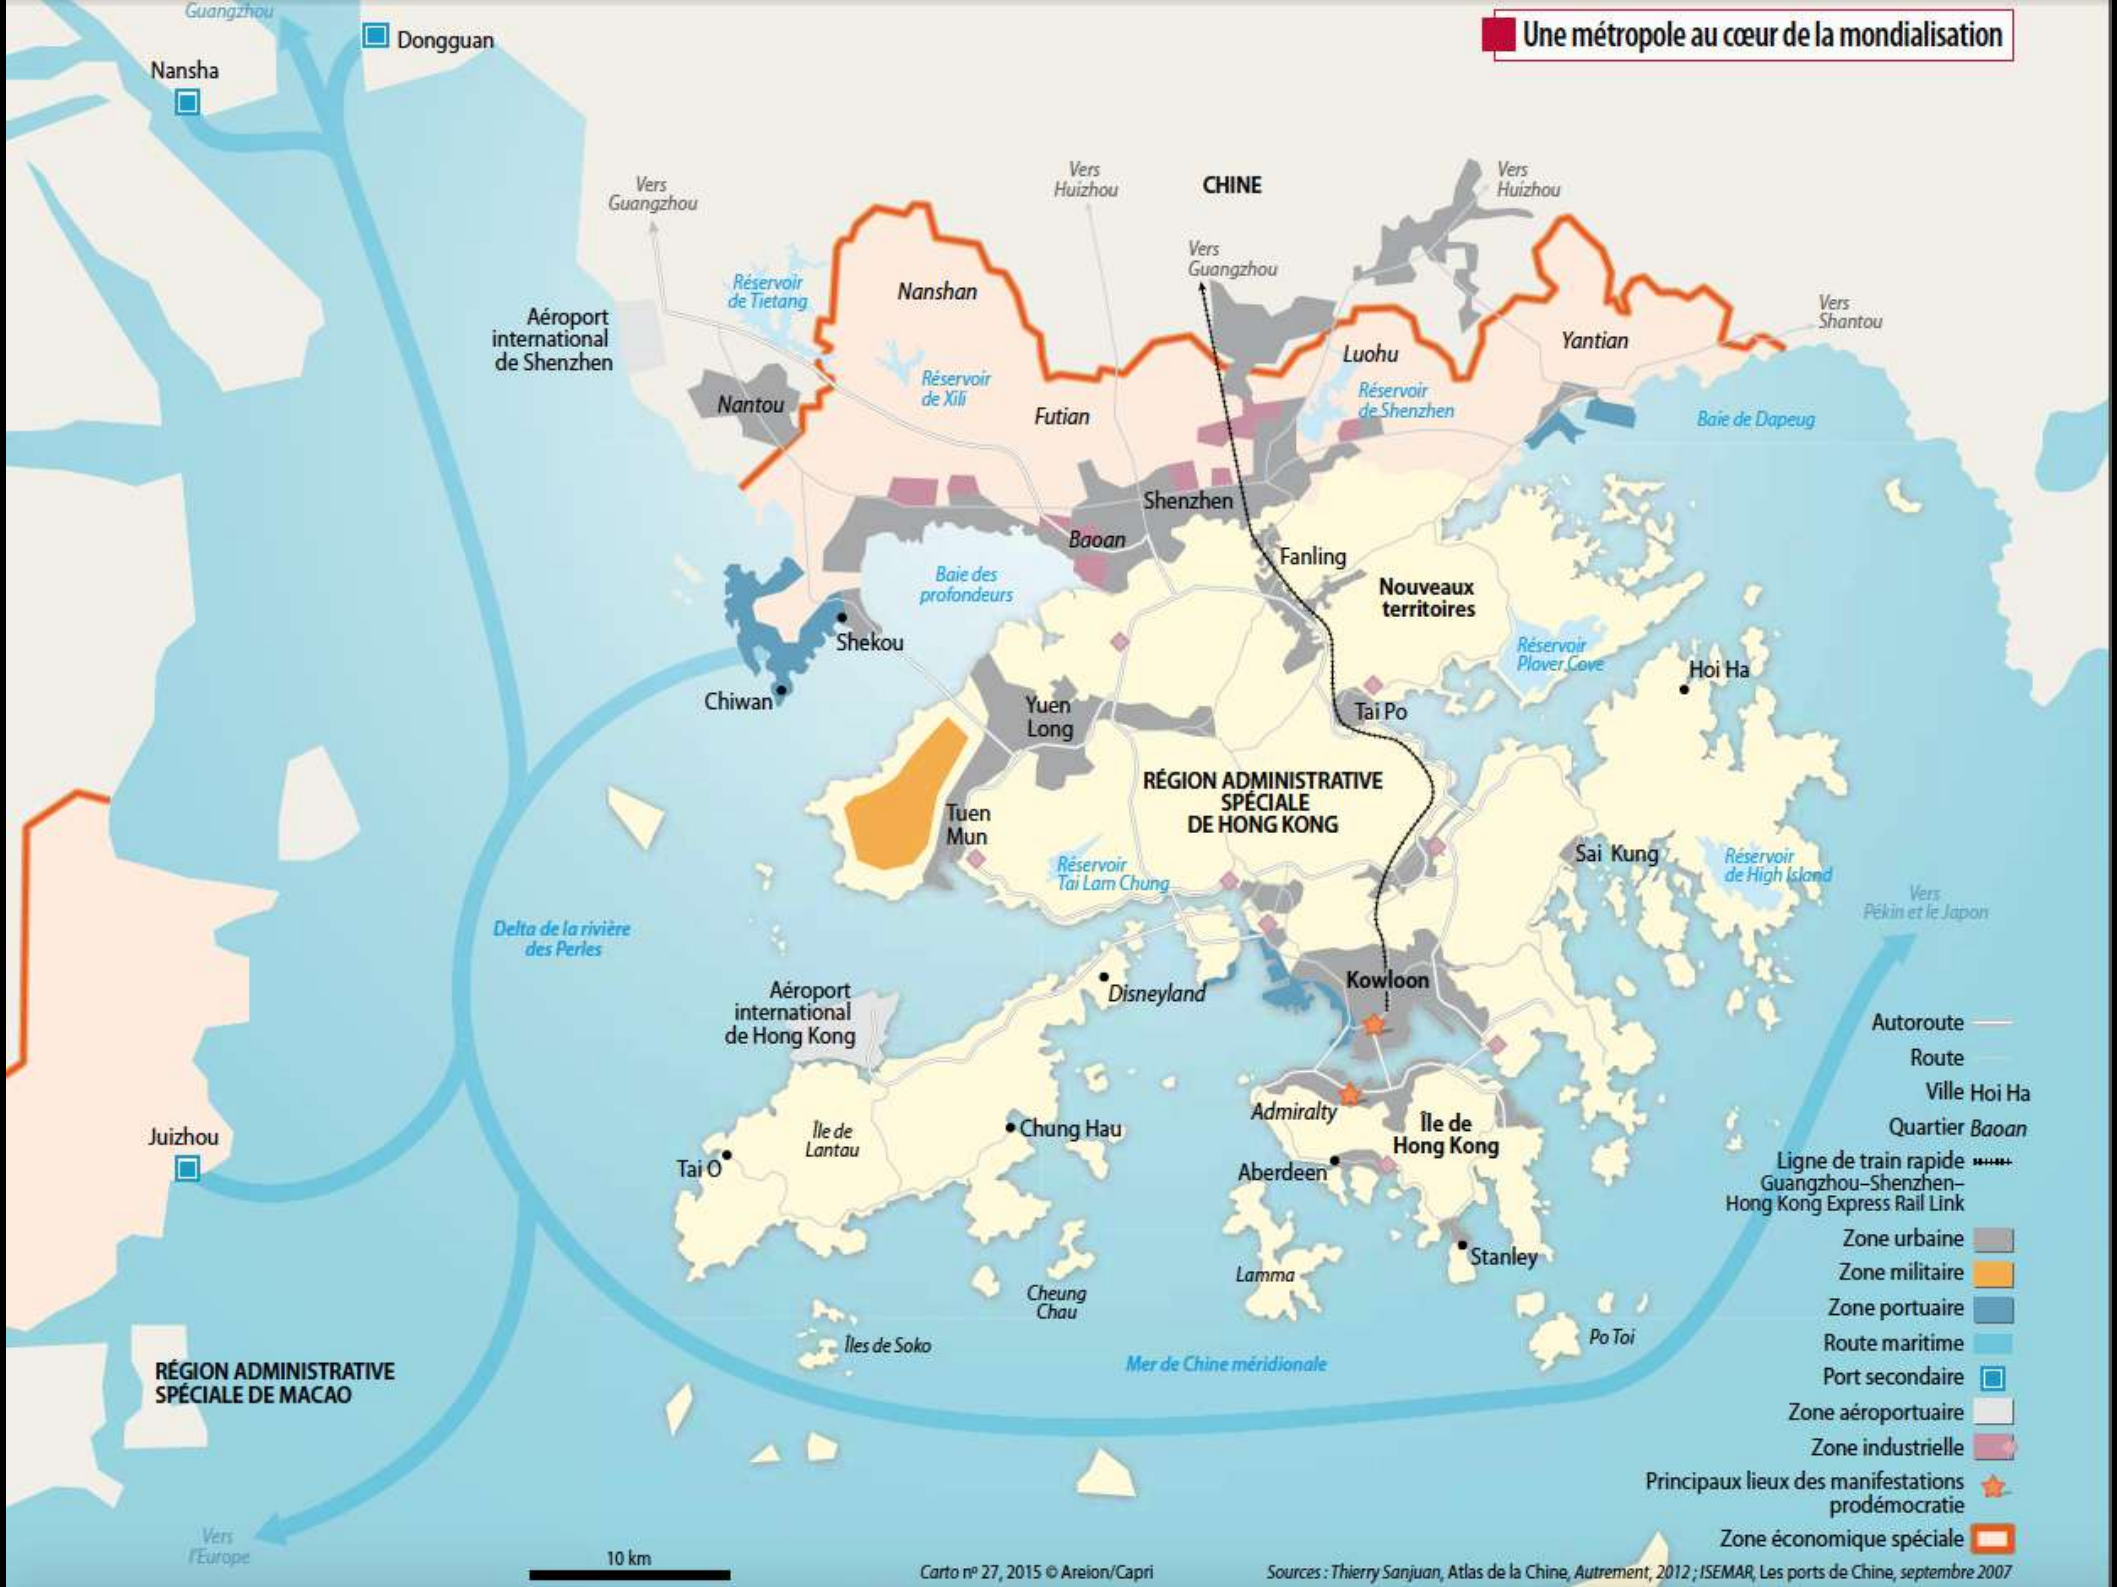 Guangzhou
Dongguan
Une métropole au cœur de la mondialisation
Nansha
Vers
Guangzhou
Vers
Huizhou
CHINE
Vers
Huizhou
Vers
Guangzhou
Réservoir
de Tietang
Nanshan
Aéroport
international
de Shenzhen
Vers
Shantou
Yantian
Luohu
Réservoir
de Xili
Réservoir
de Shenzhen
Nantou
Futian
Baie de Dapeug
Shenzhen
Baoan
Fanling
Baie des
profondeurs
Nouveaux
territoires
Shekou
Réservoir
Plover Cove
Hoi Ha
Chiwan
Yuen
Long
Tai Po
RÉGION ADMINISTRATIVE
SPÉCIALE
DE HONG KONG
Tuen
Mun
Réservoir
Tai Lam Chung
Sai Kung
Réservoir
de High Island
Vers
Pékin et le Japon
Delta de la rivière
des Perles
Kowloon
Aéroport
international
de Hong Kong
Disneyland
Autoroute
Route
Ville Hoi Ha
Quartier Baoan
Ligne de train rapide
Guangzhou–Shenzhen–
Hong Kong Express Rail Link
Zone urbaine
Zone militaire
Zone portuaire
Route maritime
Port secondaire
Zone aéroportuaire
Zone industrielle
Principaux lieux des manifestations
prodémocratie
Zone économique spéciale
Admiralty
Île de
Hong Kong
Juizhou
Île de
Lantau
Chung Hau
Tai O
Aberdeen
Stanley
Lamma
Cheung
Chau
Îles de Soko
Po Toi
Mer de Chine méridionale
RÉGION ADMINISTRATIVE
SPÉCIALE DE MACAO
Vers
l'Europe
10 km
Carto nº 27, 2015 © Areion/Capri
Sources : Thierry Sanjuan, Atlas de la Chine, Autrement, 2012 ; ISEMAR, Les ports de Chine, septembre 2007